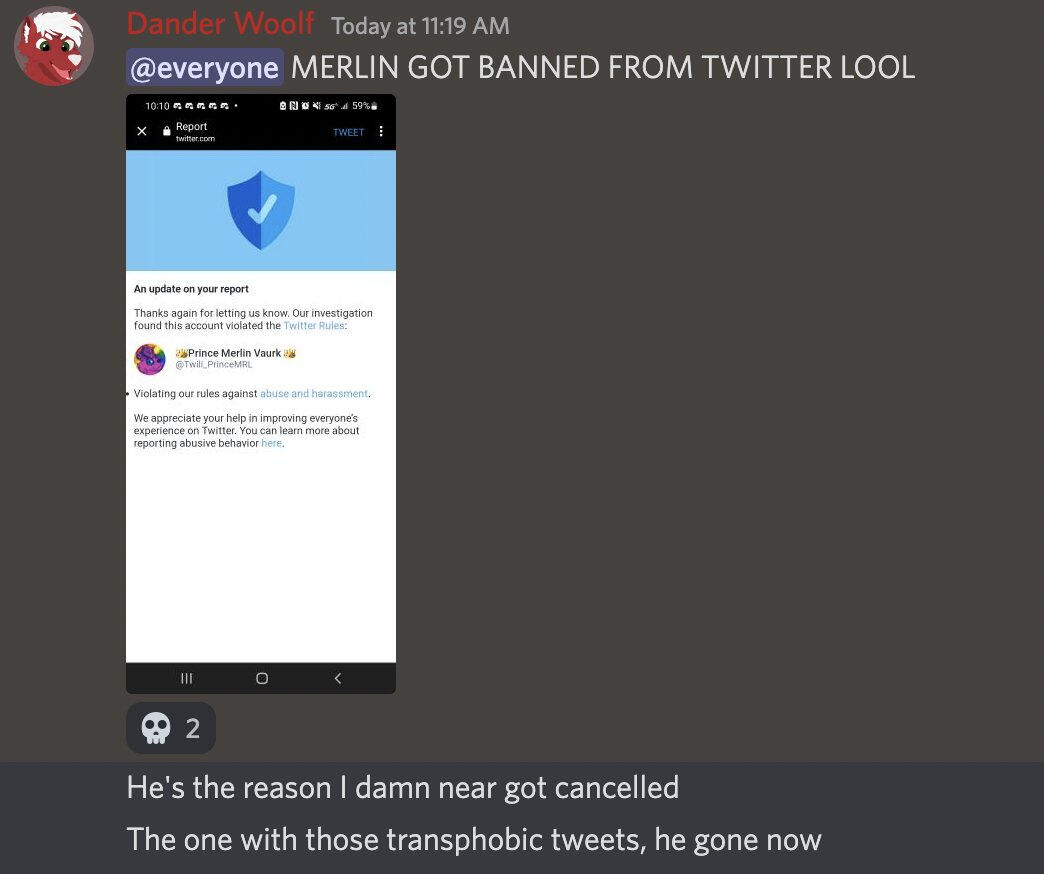 Dander Woolf Today at 11:19 AM
@everyone MERLIN GOT BANNED FROM TWITTER LOOL
10:10 59%
Report
twitter.com
TWEET
An update on your report
Thanks again for letting us know. Our investigation
found this account violated the Twitter Rules:
Prince Merlin Vaurk
@Twili_PrinceMRL
• Violating our rules against abuse and harassment.
We appreciate your help in improving everyone's
experience on Twitter. You can learn more about
reporting abusive behavior here.
2
He's the reason I damn near got cancelled
The one with those transphobic tweets, he gone now